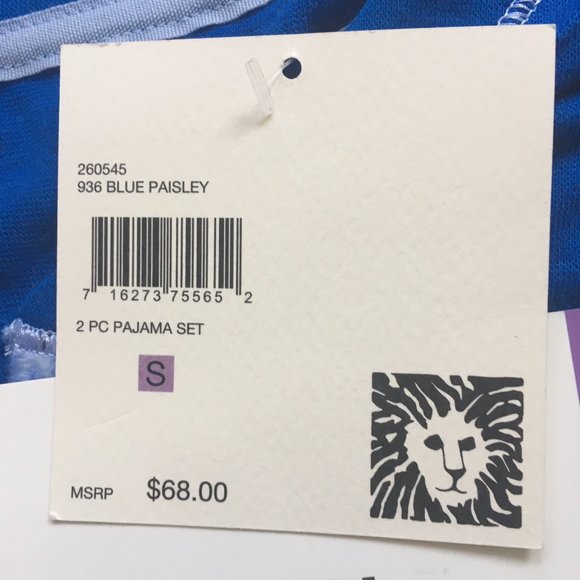 260545
936 BLUE PAISLEY
7 16273 75565 2
2 PC PAJAMA SET
S
MSRP $68.00